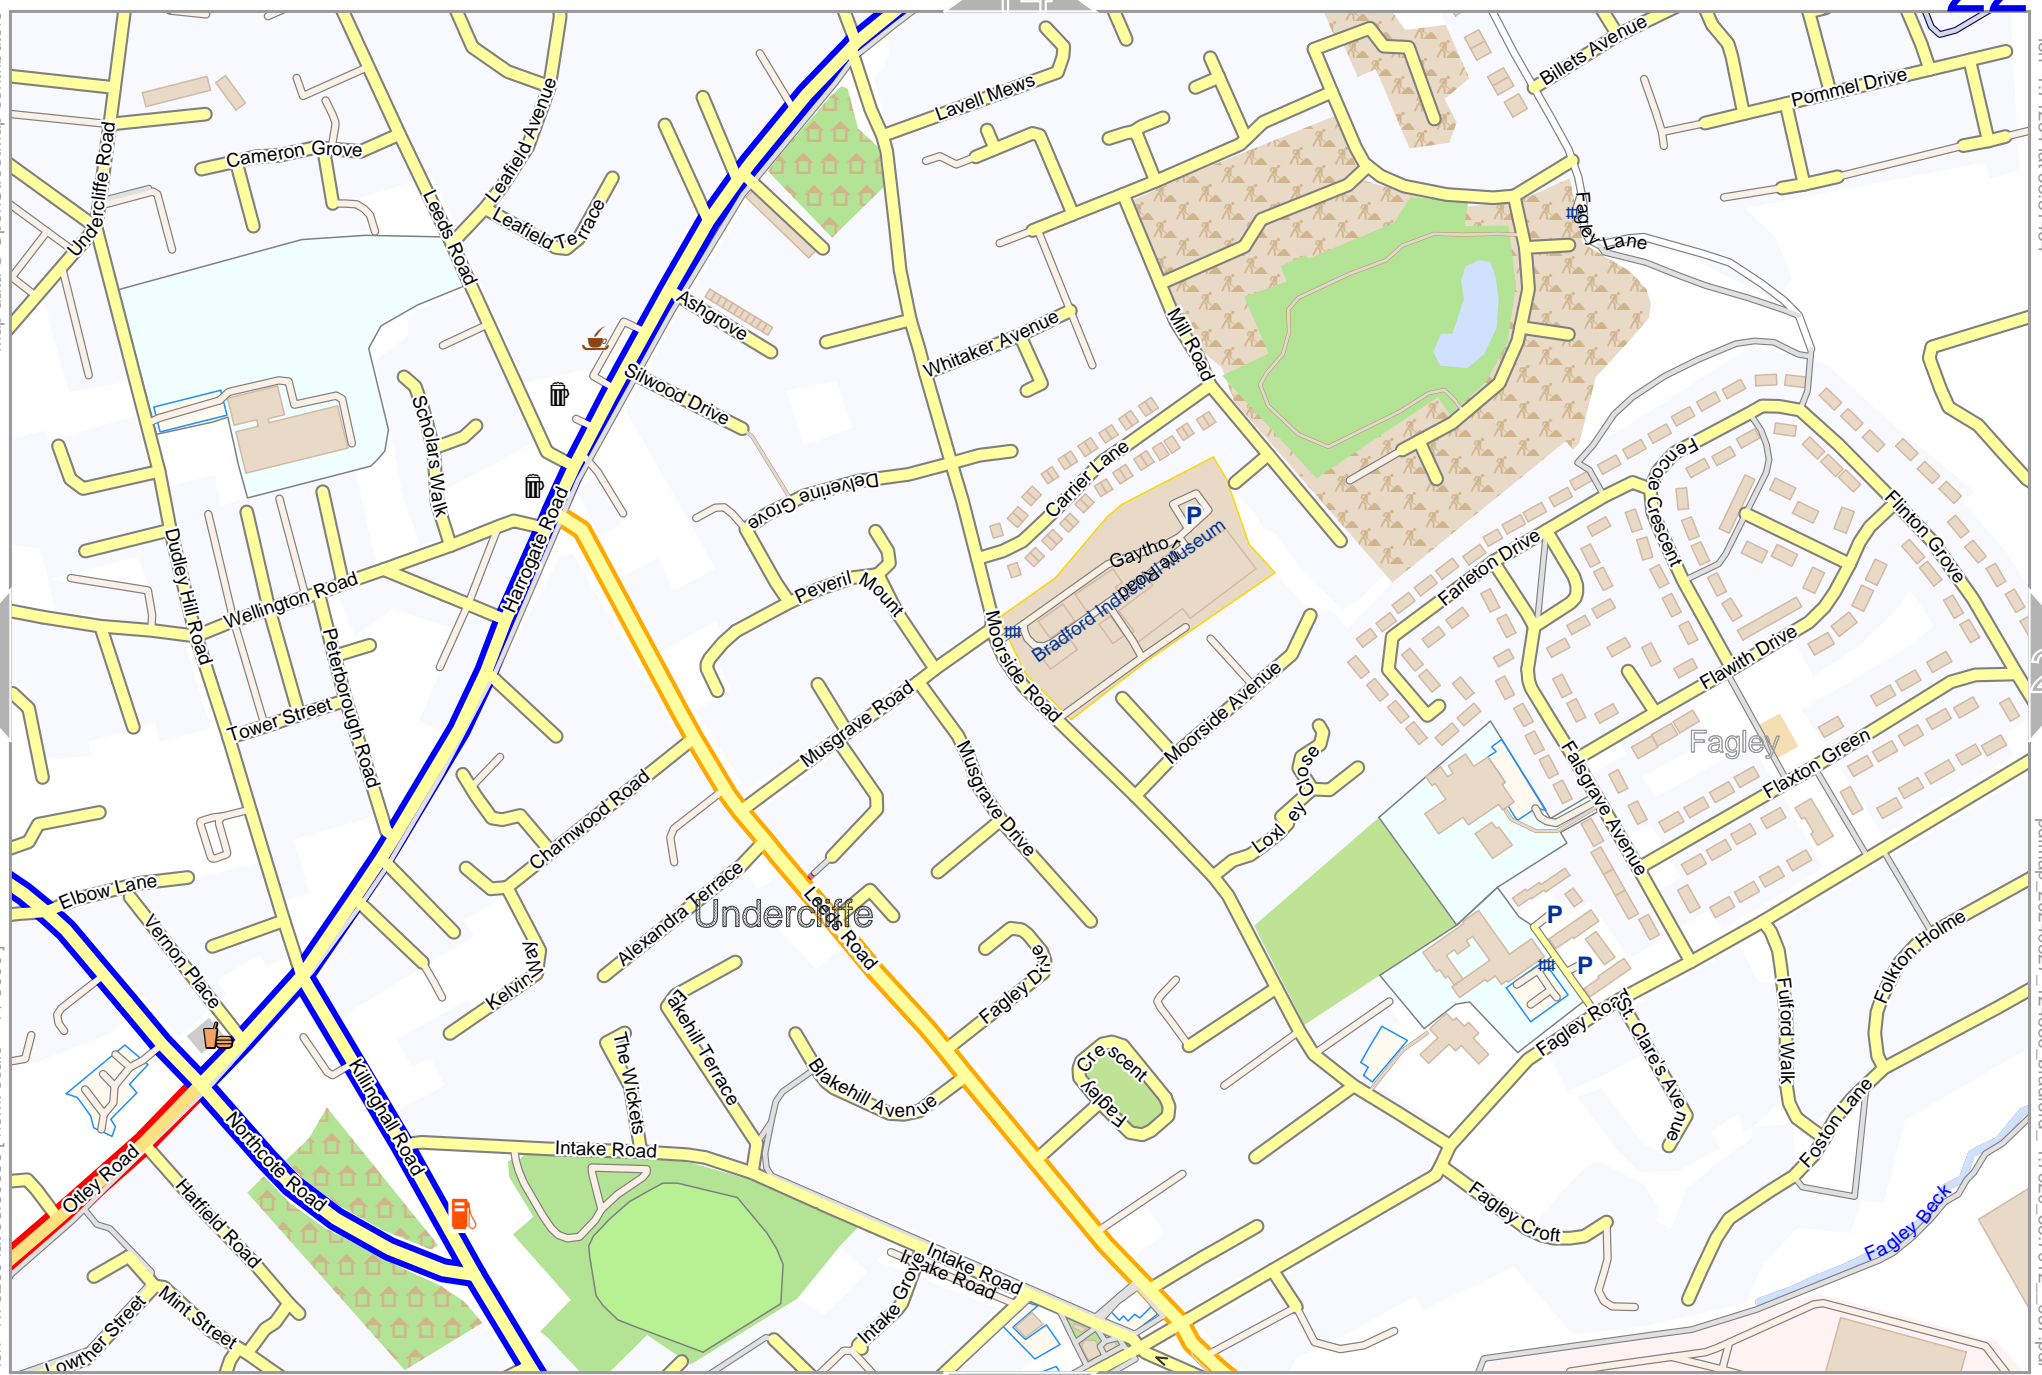 14
22
Billets Avenue
Pommel Drive
Lavell Mews
Undercliffe Road
Cameron Grove
Leafield Avenue
Leafield Terrace
Leeds Road
Fagley Lane
Ashgrove
Mill Road
Whitaker Avenue
Silwood Drive
Scholars Walk
Carrier Lane
Delverine Grove
Fencote Crescent
Flinton Grove
P
Harrogate Road
Gaythorne Road
Bradford Industrial Museum
Farleton Drive
Dudley Hill Road
Wellington Road
Peveril Mount
Moorside Road
Peterborough Road
Flawith Drive
Tower Street
Musgrave Road
Moorside Avenue
Fagley
Flaxton Green
Falsgrave Avenue
Musgrave Drive
Loxley Close
Charnwood Road
Elbow Lane
Alexandra Terrace
Undercliffe
Leeds Road
P
Vernon Place
Kelvin Way
Fagley Drive
P
Folkton Holme
Fulford Walk
Fagley Road
St. Clare's Avenue
Blakehill Terrace
The Wickets
Blakehill Avenue
Fagley Crescent
Killinghall Road
Northcote Road
Foston Lane
Intake Road
Otley Road
Hatfield Road
Fagley Croft
Fagley Beck
Intake Road
Intake Road
Intake Grove
Mint Street
Lowther Street